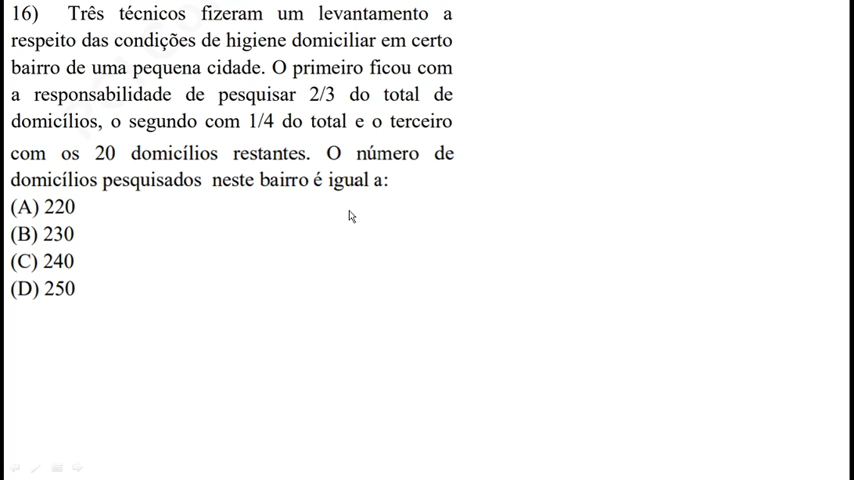 16) Três técnicos fizeram um levantamento a
respeito das condições de higiene domiciliar em certo
bairro de uma pequena cidade. O primeiro ficou com
a responsabilidade de pesquisar 2/3 do total de
domicílios, o segundo com 1/4 do total e o terceiro
com os 20 domicílios restantes. O número de
domicílios pesquisados neste bairro é igual a:
(A) 220
(B) 230
(C) 240
(D) 250